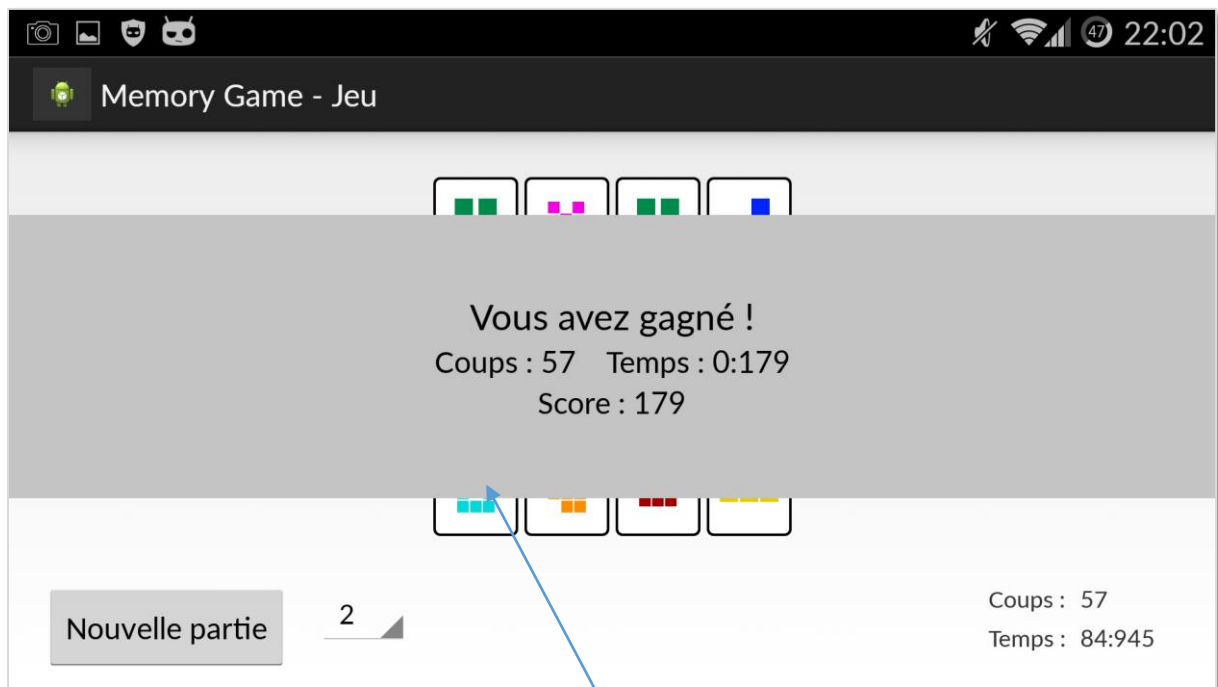 47 22:02
Memory Game - Jeu
Vous avez gagné !
Coups : 57 Temps : 0:179
Score : 179
Nouvelle partie 2
Coups : 57
Temps : 84:945